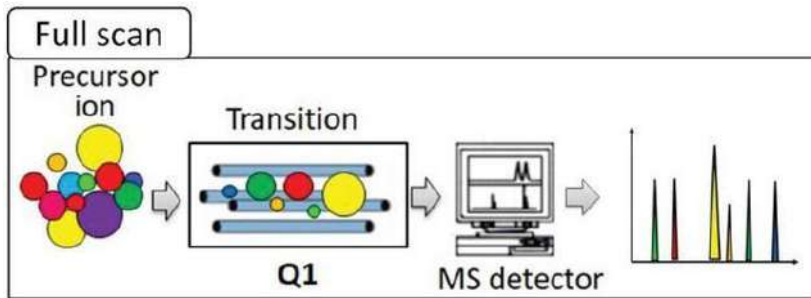 Full scan
Precursor
ion
Transition
Q1
MS detector